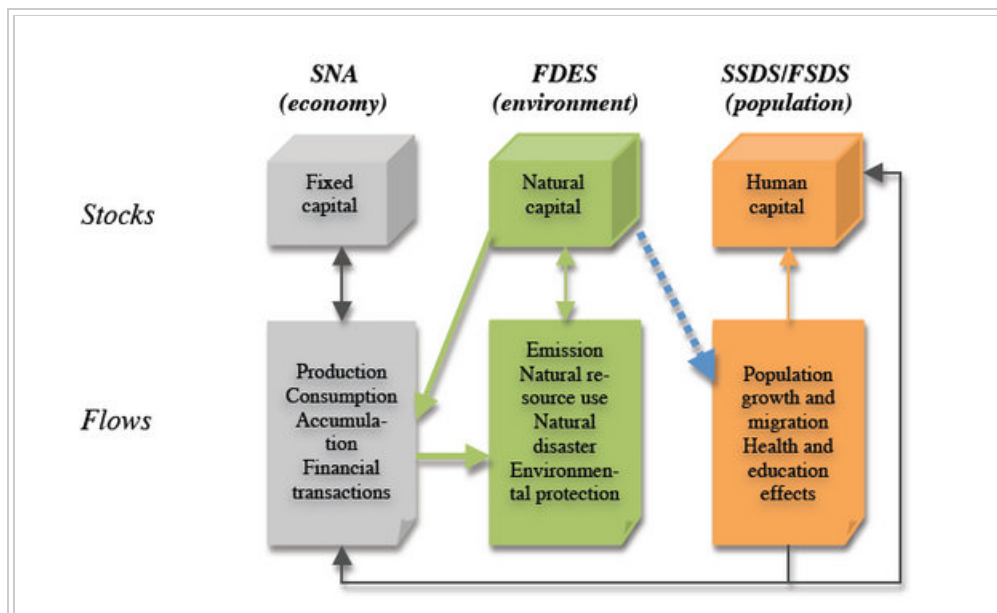 SNA
(economy)
FDES
(environment)
SSDS/FSDS
(population)
Stocks
Fixed
capital
Natural
capital
Human
capital
Flows
Production
Consumption
Accumula-
tion
Financial
transactions
Emission
Natural re-
source use
Natural
disaster
Environmen-
tal protection
Population
growth and
migration
Health and
education
effects